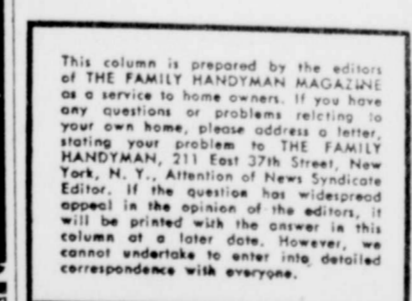 This column is prepared by the editors
of THE FAMILY HANDYMAN MAGAZINE
as a service to home owners. If you have
any questions or problems relating to
your own home, please address a letter,
stating your problem to THE FAMILY
HANDYMAN, 211 East 37th Street, New
York, N. Y., Attention of News Syndicate
Editor. If the question has widespread
appeal in the opinion of the editors, it
will be printed with the answer in this
column at a later date. However, we
cannot undertake to enter into detailed
correspondence with everyone.